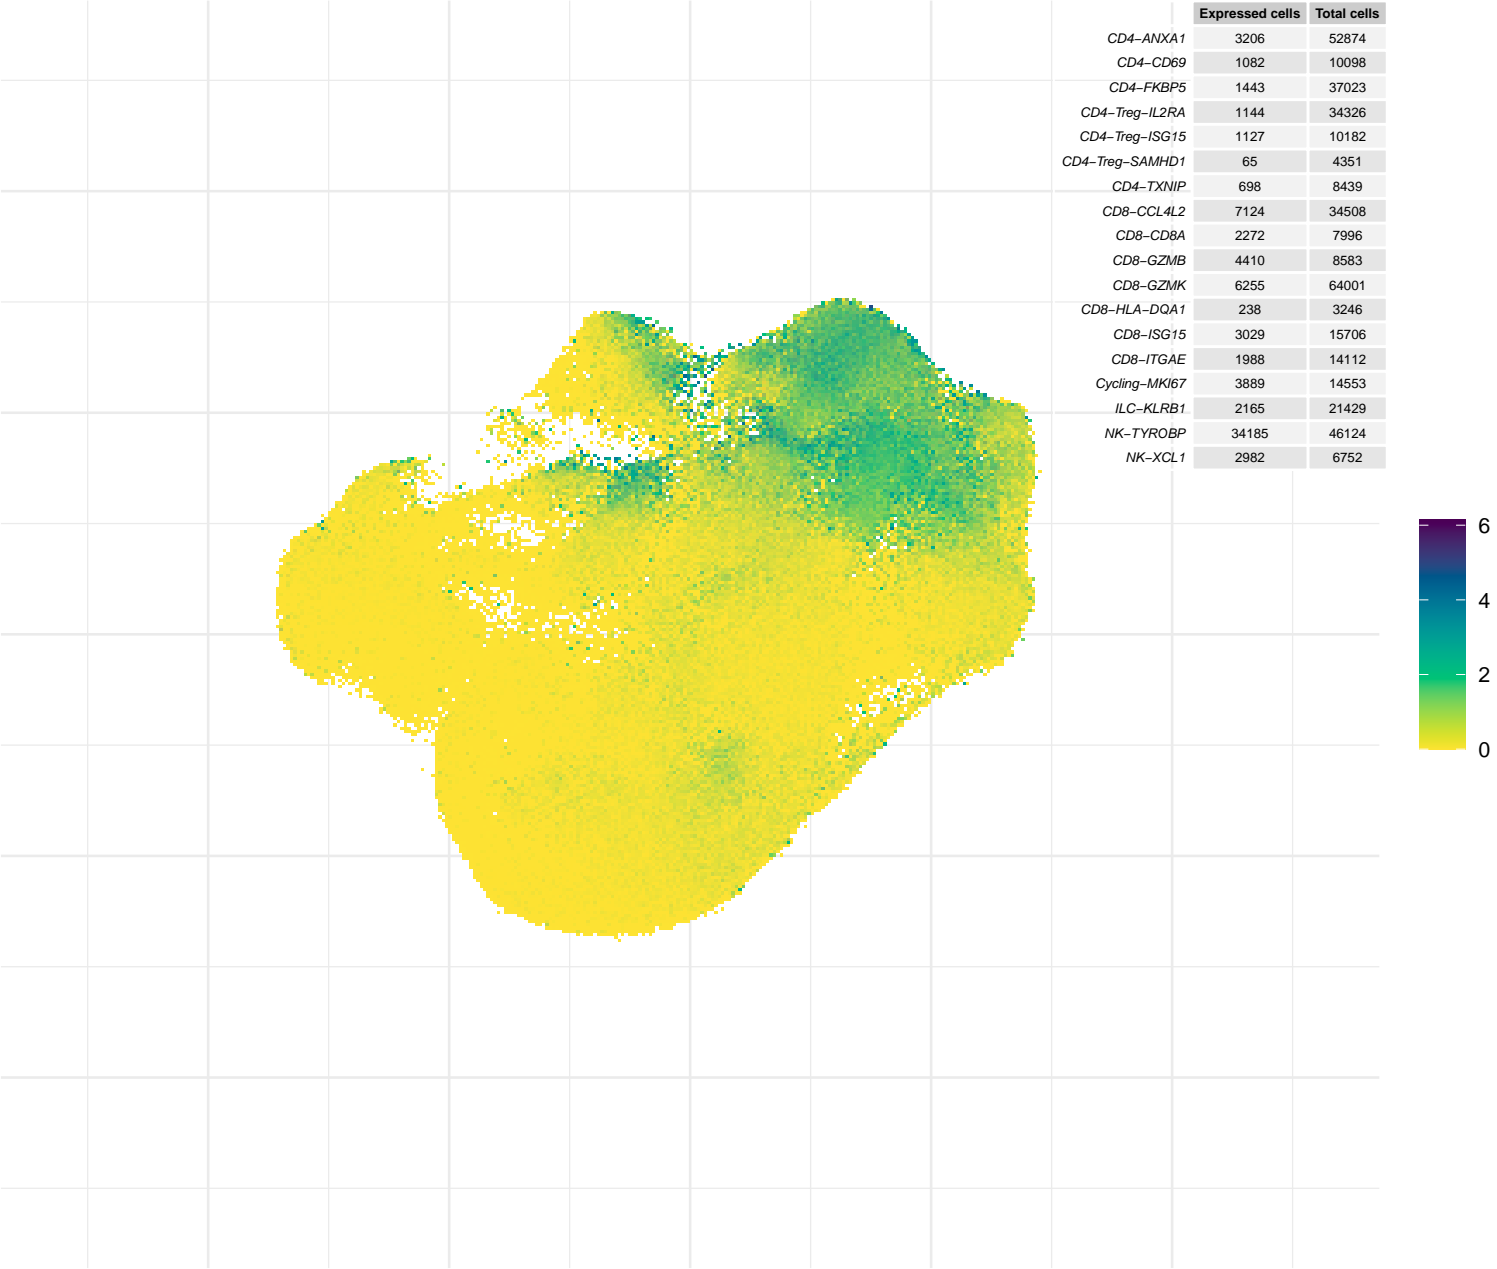 Expressed cells Total cells
CD4−ANXA1 3206 52874
CD4−CD69 1082 10098
CD4−FKBP5 1443 37023
CD4−Treg−IL2RA 1144 34326
CD4−Treg−ISG15 1127 10182
CD4−Treg−SAMHD1 65 4351
CD4−TXNIP 698 8439
CD8−CCL4L2 7124 34508
CD8−CD8A 2272 7996
CD8−GZMB 4410 8583
CD8−GZMK 6255 64001
CD8−HLA−DQA1 238 3246
CD8−ISG15 3029 15706
CD8−ITGAE 1988 14112
Cycling−MKI67 3889 14553
ILC−KLRB1 2165 21429
NK−TYROBP 34185 46124
NK−XCL1 2982 6752
6
4
2
0